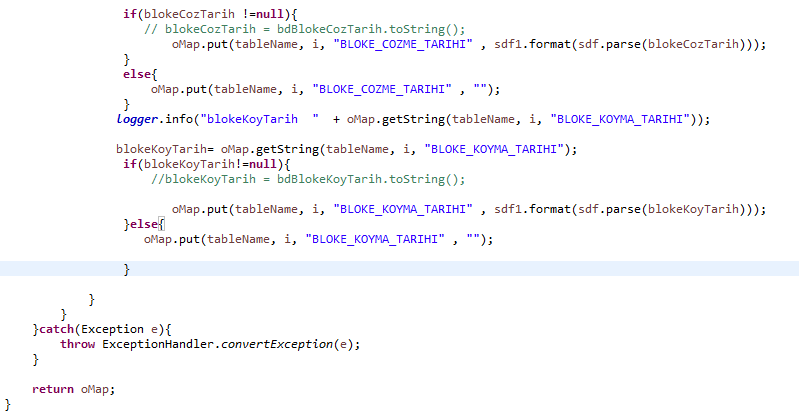 if(blokeCozTarih !=null){
// blokeCozTarih = bdBlokeCozTarih.toString();
oMap.put(tableName, i, "BLOKE_COZME_TARIHI" , sdf1.format(sdf.parse(blokeCozTarih)));
}
else{
oMap.put(tableName, i, "BLOKE_COZME_TARIHI" , "");
}
logger.info("blokeKoyTarih  "  + oMap.getString(tableName, i, "BLOKE_KOYMA_TARIHI"));
blokeKoyTarih= oMap.getString(tableName, i, "BLOKE_KOYMA_TARIHI");
if(blokeKoyTarih!=null){
//blokeKoyTarih = bdBlokeKoyTarih.toString();
oMap.put(tableName, i, "BLOKE_KOYMA_TARIHI" , sdf1.format(sdf.parse(blokeKoyTarih)));
}else{
oMap.put(tableName, i, "BLOKE_KOYMA_TARIHI" , "");
}
}
}
}catch(Exception e){
throw ExceptionHandler.convertException(e);
}
return oMap;
}